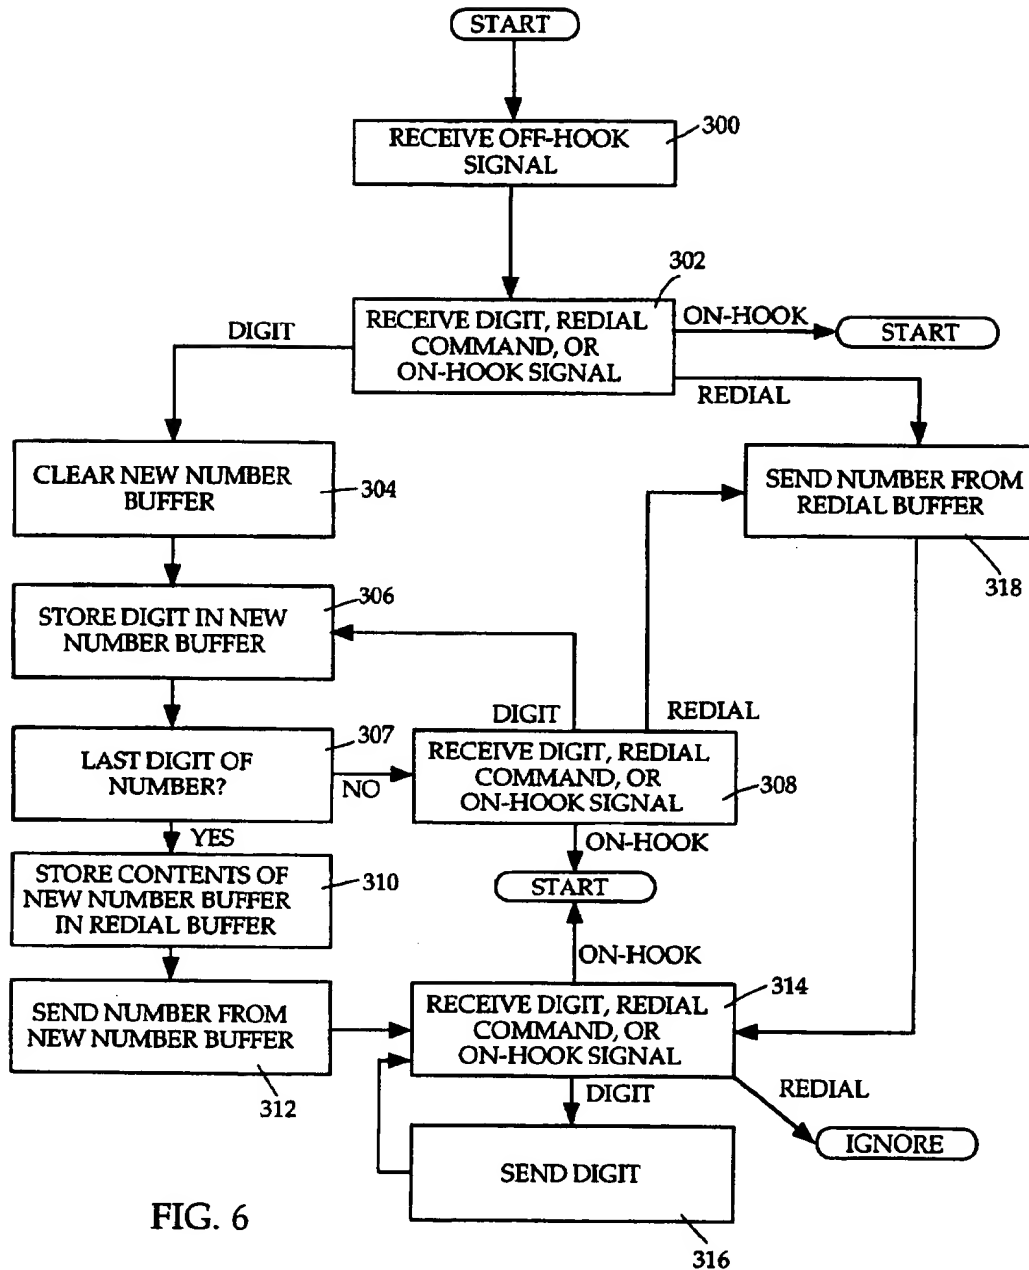 START
RECEIVE OFF-HOOK
SIGNAL
300
302
RECEIVE DIGIT, REDIAL
COMMAND, OR
ON-HOOK SIGNAL
DIGIT
ON-HOOK
START
REDIAL
CLEAR NEW NUMBER
BUFFER
304
SEND NUMBER FROM
REDIAL BUFFER
318
306
STORE DIGIT IN NEW
NUMBER BUFFER
DIGIT
REDIAL
307
LAST DIGIT OF
NUMBER?
NO
RECEIVE DIGIT, REDIAL
COMMAND, OR
ON-HOOK SIGNAL
308
YES
ON-HOOK
STORE CONTENTS OF
NEW NUMBER BUFFER
IN REDIAL BUFFER
310
START
ON-HOOK
SEND NUMBER FROM
NEW NUMBER BUFFER
312
314
RECEIVE DIGIT, REDIAL
COMMAND, OR
ON-HOOK SIGNAL
DIGIT
REDIAL
IGNORE
SEND DIGIT
316
FIG. 6